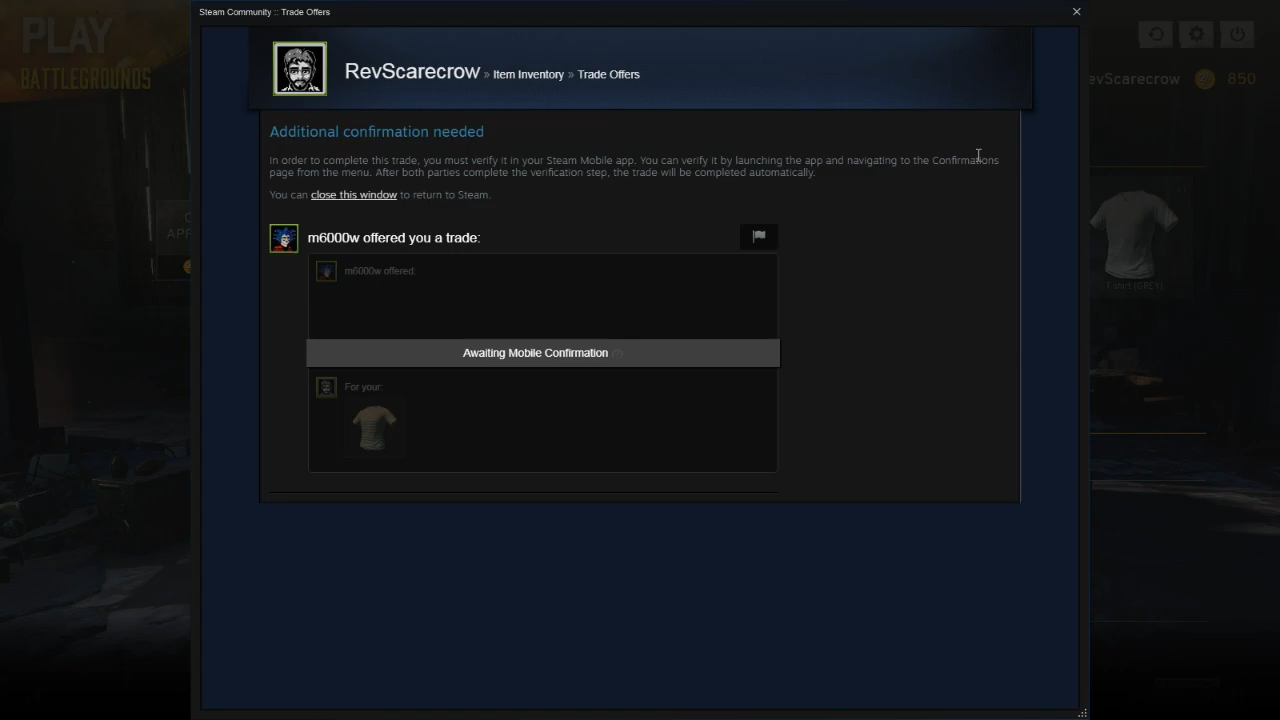 Steam Community :: Trade Offers
PLAY
BATTLEGROUNDS
RevScarecrow » Item Inventory » Trade Offers
evScarecrow 850
Additional confirmation needed
In order to complete this trade, you must verify it in your Steam Mobile app. You can verify it by launching the app and navigating to the Confirmations
page from the menu. After both parties complete the verification step, the trade will be completed automatically.
You can close this window to return to Steam.
m6000w offered you a trade:
m6000w offered:
Awaiting Mobile Confirmation (?)
For your:
T-shirt (GREY)